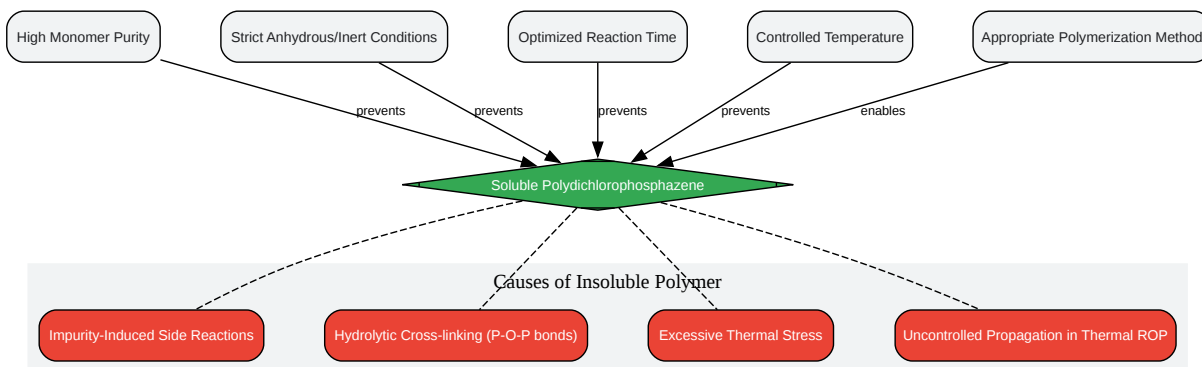 High Monomer Purity
Strict Anhydrous/Inert Conditions
Optimized Reaction Time
Controlled Temperature
Appropriate Polymerization Method
prevents
prevents
prevents
prevents
enables
Soluble Polydichlorophosphazene
Causes of Insoluble Polymer
Impurity-Induced Side Reactions
Hydrolytic Cross-linking (P-O-P bonds)
Excessive Thermal Stress
Uncontrolled Propagation in Thermal ROP